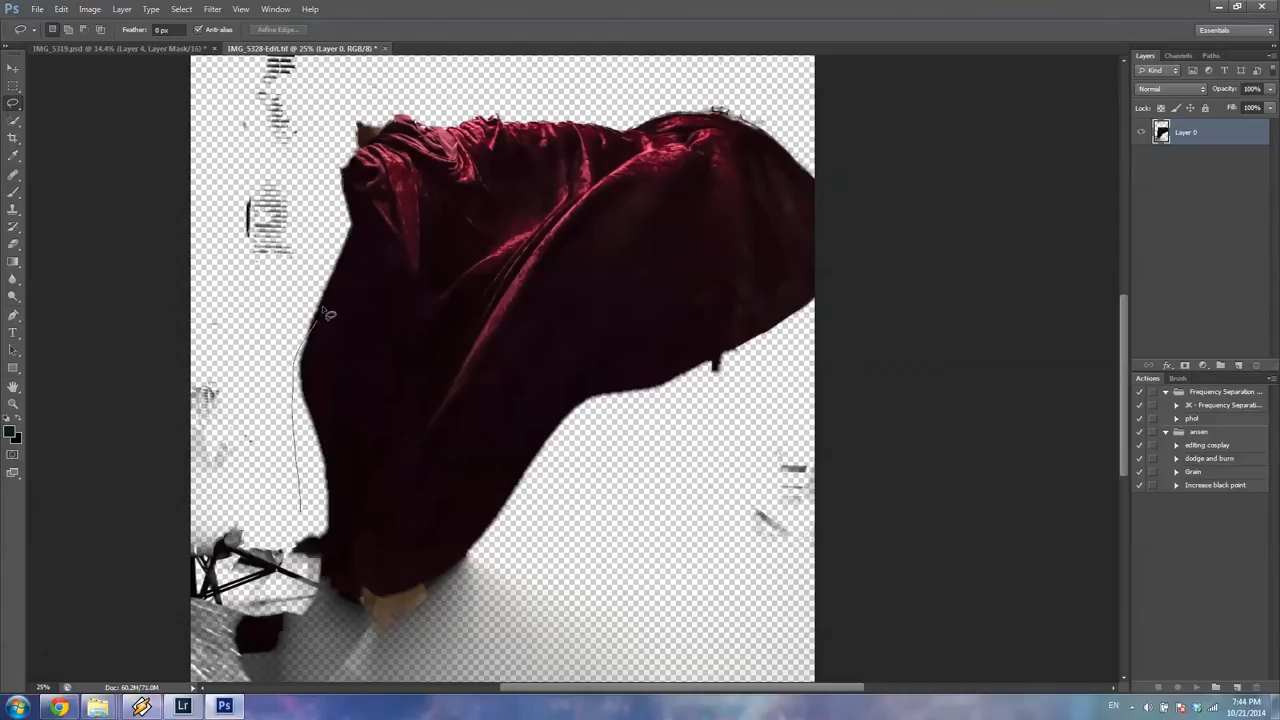 Ps File Edit Image Layer Type Select Filter View Window Help
Feather: 0 px Anti-alias Refine Edge... Essentials
IMG_5319.psd @ 14.4% (Layer 4, Layer Mask/16) * × IMG_5328-Edit.tif @ 25% (Layer 0, RGB/8) * ×
Layers Channels Paths
Kind
Normal Opacity: 100%
Lock: Fill: 100%
Layer 0
fx
Actions Brush
Frequency Separation ...
JK - Frequency Separati...
phol
ansen
editing cosplay
dodge and burn
Grain
Increase black point
25% Doc: 60.2M/71.0M
Lr Ps EN 7:44 PM
10/21/2014